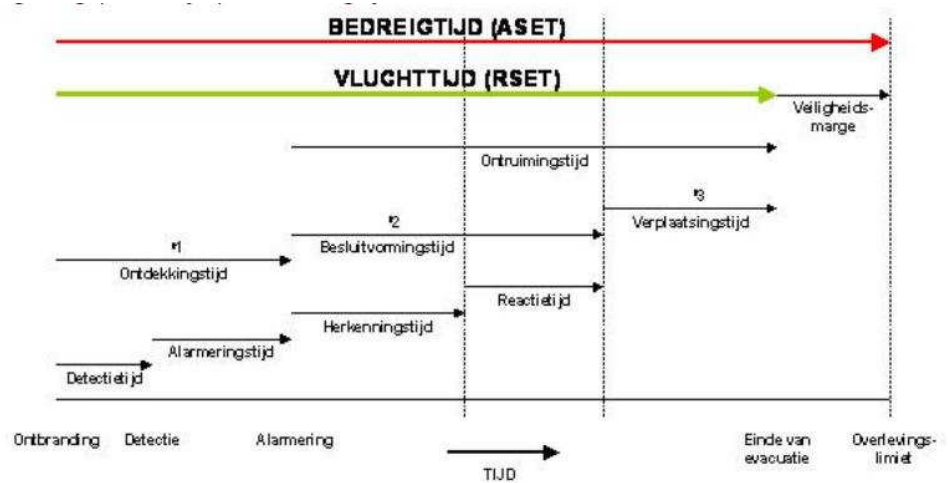 BEDREIGTIJD (ASET)
VLUCHTTIJD (RSET)
Veiligheids-
marge
Ontruimingstijd
*3
Verplaatsingstijd
*2
Besluitvormingstijd
*1
Ontdekkingstijd
Reactietijd
Herkenningstijd
Alarmeringstijd
Detectietijd
Ontbranding
Detectie
Alarmering
Einde van
evacuatie
Overlevings-
limiet
TIJD